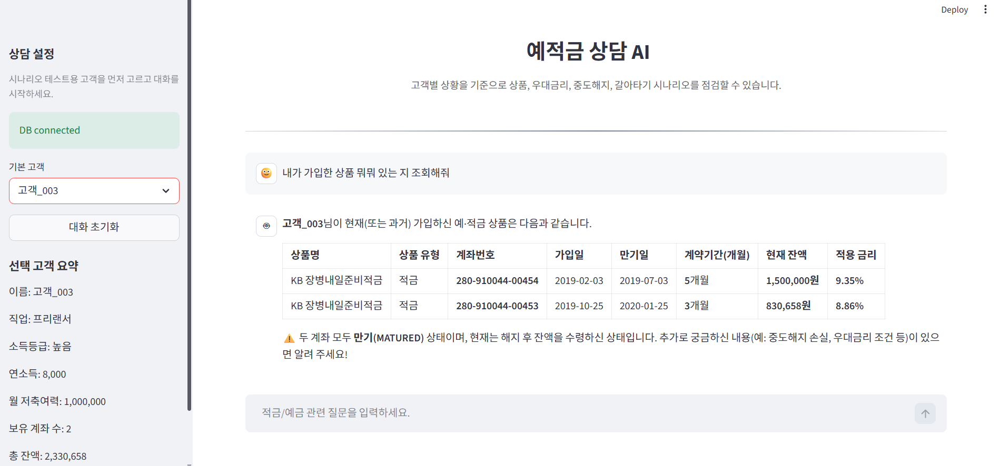 Deploy
상담 설정
시나리오 테스트용 고객을 먼저 고르고 대화를
시작하세요.
DB connected
기본 고객
고객_003
대화 초기화
선택 고객 요약
이름: 고객_003
직업: 프리랜서
소득등급: 높음
연소득: 8,000
월 저축여력: 1,000,000
보유 계좌 수: 2
총 잔액: 2,330,658
예적금 상담 AI
고객별 상황을 기준으로 상품, 우대금리, 중도해지, 갈아타기 시나리오를 점검할 수 있습니다.
내가 가입한 상품 뭐뭐 있는 지 조회해줘
고객_003님이 현재(또는 과거) 가입하신 예·적금 상품은 다음과 같습니다.
상품명 상품 유형 계좌번호 가입일 만기일 계약기간(개월) 현재 잔액 적용 금리
KB 장병내일준비적금 적금 280-910044-00454 2019-02-03 2019-07-03 5개월 1,500,000원 9.35%
KB 장병내일준비적금 적금 280-910044-00453 2019-10-25 2020-01-25 3개월 830,658원 8.86%
⚠️ 두 계좌 모두 만기(MATURED) 상태이며, 현재는 해지 후 잔액을 수령하신 상태입니다. 추가로 궁금하신 내용(예: 중도해지 손실, 우대금리 조건 등)이 있으
면 알려 주세요!
적금/예금 관련 질문을 입력하세요.